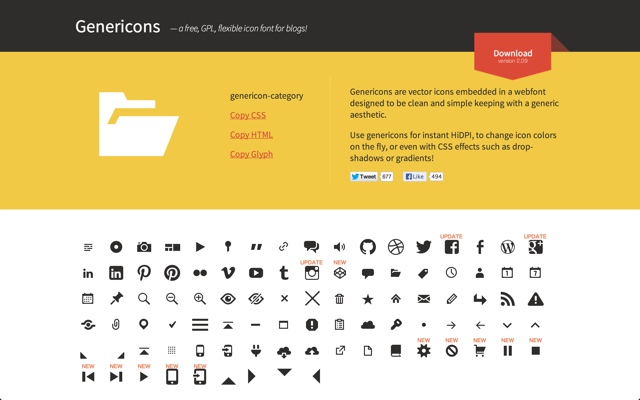 Genericons — a free, GPL, flexible icon font for blogs!
Download
version 2.09
genericon-category
Copy CSS
Copy HTML
Copy Glyph
Genericons are vector icons embedded in a webfont
designed to be clean and simple keeping with a generic
aesthetic.
Use genericons for instant HiDPI, to change icon colors
on the fly, or even with CSS effects such as drop-
shadows or gradients!
Tweet 677 Like 494
UPDATE UPDATE
UPDATE NEW
NEW NEW NEW NEW NEW
NEW NEW NEW NEW NEW